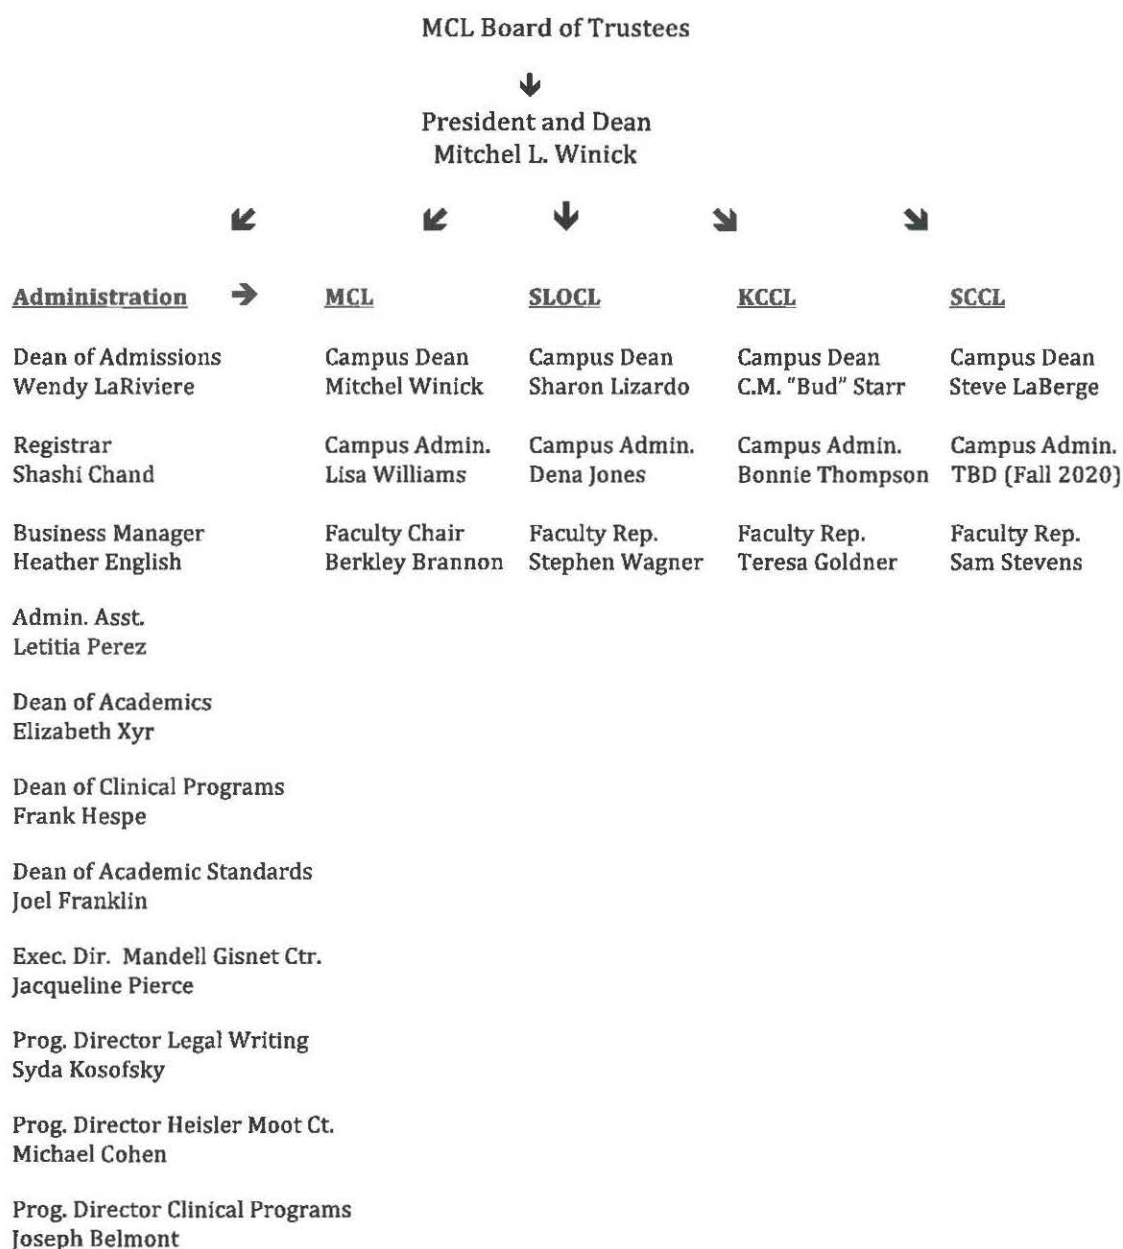 MCL Board of Trustees
President and Dean
Mitchel L. Winick
Administration
MCL
SLOCL
KCCL
SCCL
Dean of Admissions
Wendy LaRiviere
Campus Dean
Mitchel Winick
Campus Dean
Sharon Lizardo
Campus Dean
C.M. "Bud" Starr
Campus Dean
Steve LaBerge
Registrar
Shashi Chand
Campus Admin.
Lisa Williams
Campus Admin.
Dena Jones
Campus Admin.
Bonnie Thompson
Campus Admin.
TBD (Fall 2020)
Business Manager
Heather English
Faculty Chair
Berkley Brannon
Faculty Rep.
Stephen Wagner
Faculty Rep.
Teresa Goldner
Faculty Rep.
Sam Stevens
Admin. Asst.
Letitia Perez
Dean of Academics
Elizabeth Xyr
Dean of Clinical Programs
Frank Hespe
Dean of Academic Standards
Joel Franklin
Exec. Dir. Mandell Gisnet Ctr.
Jacqueline Pierce
Prog. Director Legal Writing
Syda Kosofsky
Prog. Director Heisler Moot Ct.
Michael Cohen
Prog. Director Clinical Programs
Joseph Belmont